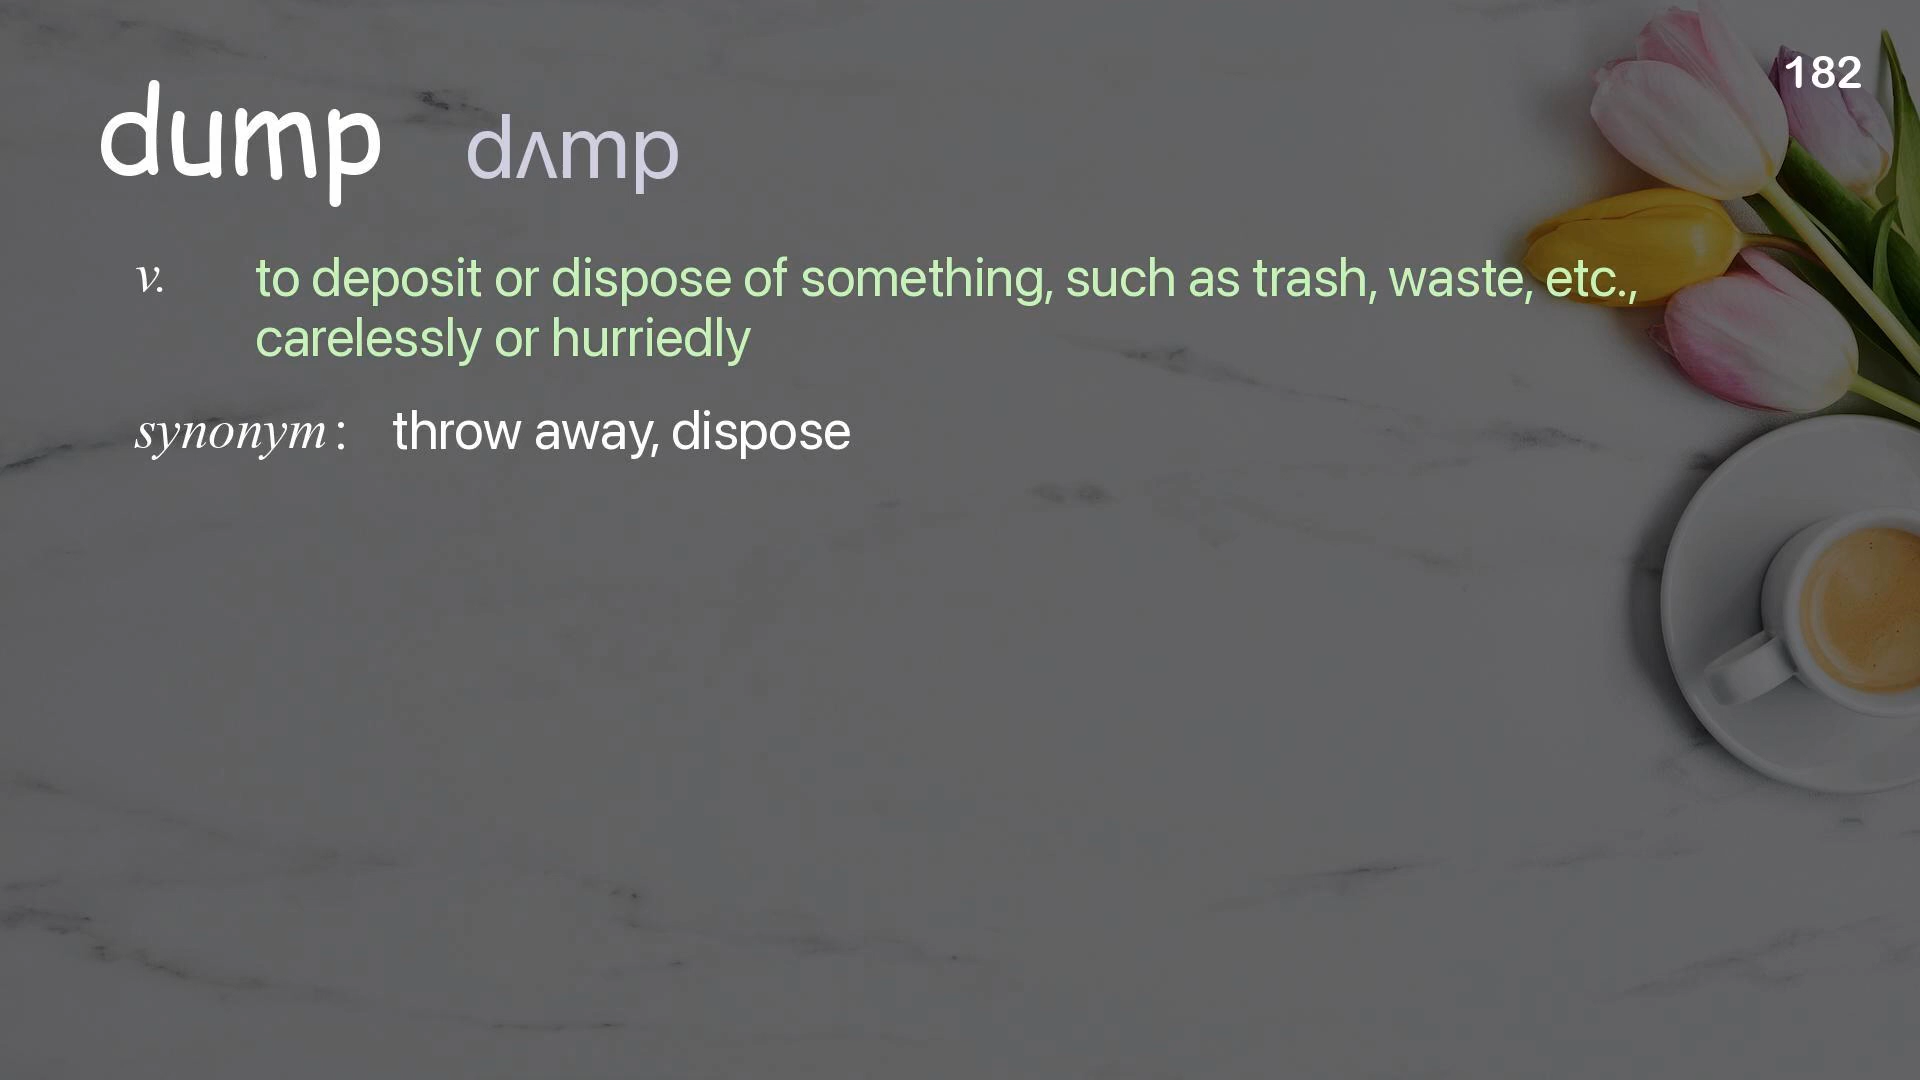 182
dump dʌmp
v. to deposit or dispose of something, such as trash, waste, etc.,
carelessly or hurriedly
synonym: throw away, dispose